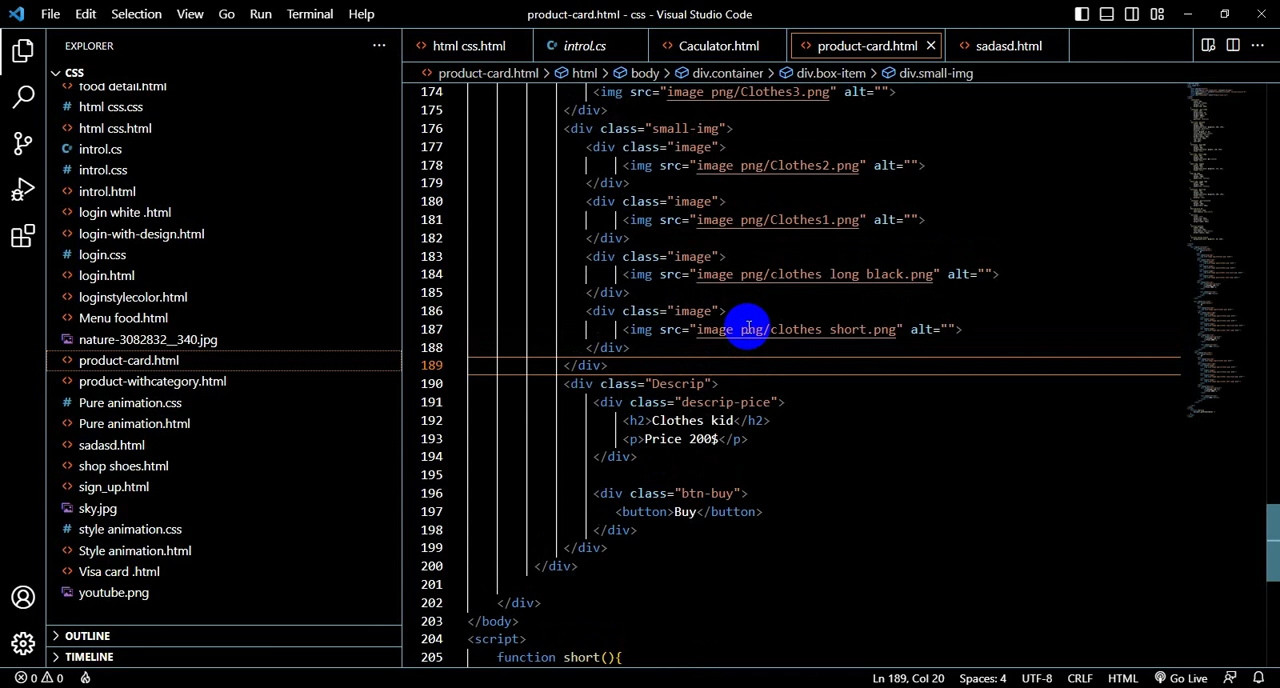 File Edit Selection View Go Run Terminal Help product-card.html - css - Visual Studio Code
EXPLORER
html css.html introl.cs Caculator.html product-card.html sadasd.html
product-card.html > html > body > div.container > div.box-item > div.small-img
CSS
food detail.html
html css.css
html css.html
introl.cs
introl.css
introl.html
login white .html
login-with-design.html
login.css
login.html
loginstylecolor.html
Menu food.html
nature-3082832__340.jpg
product-card.html
product-withcategory.html
Pure animation.css
Pure animation.html
sadasd.html
shop shoes.html
sign_up.html
sky.jpg
style animation.css
Style animation.html
Visa card .html
youtube.png
OUTLINE
TIMELINE
174 <img src="image png/Clothes3.png" alt="">
175 </div>
176 <div class="small-img">
177 <div class="image">
178 <img src="image png/Clothes2.png" alt="">
179 </div>
180 <div class="image">
181 <img src="image png/Clothes1.png" alt="">
182 </div>
183 <div class="image">
184 <img src="image png/clothes long black.png" alt="">
185 </div>
186 <div class="image">
187 <img src="image png/clothes short.png" alt="">
188 </div>
189 </div>
190 <div class="Descrip">
191 <div class="descrip-pice">
192 <h2>Clothes kid</h2>
193 <p>Price 200$</p>
194 </div>
195
196 <div class="btn-buy">
197 <button>Buy</button>
198 </div>
199 </div>
200 </div>
201
202 </div>
203 </body>
204 <script>
205 function short(){
0 0 Ln 189, Col 20 Spaces: 4 UTF-8 CRLF HTML Go Live